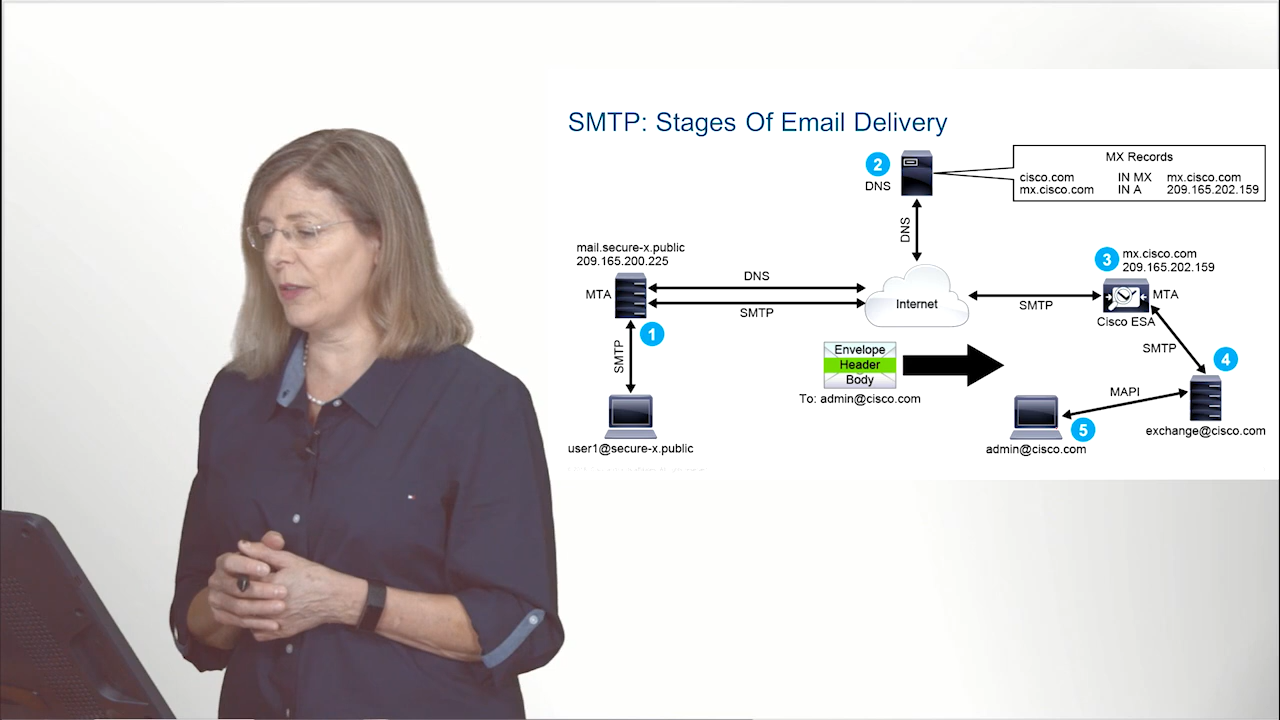 SMTP: Stages Of Email Delivery
2
DNS
MX Records
cisco.com IN MX mx.cisco.com
mx.cisco.com IN A 209.165.202.159
DNS
mail.secure-x.public
209.165.200.225
MTA
DNS
SMTP
Internet
SMTP
3
mx.cisco.com
209.165.202.159
MTA
Cisco ESA
1
SMTP
SMTP
4
Envelope
Header
Body
To: admin@cisco.com
MAPI
exchange@cisco.com
5
user1@secure-x.public
admin@cisco.com